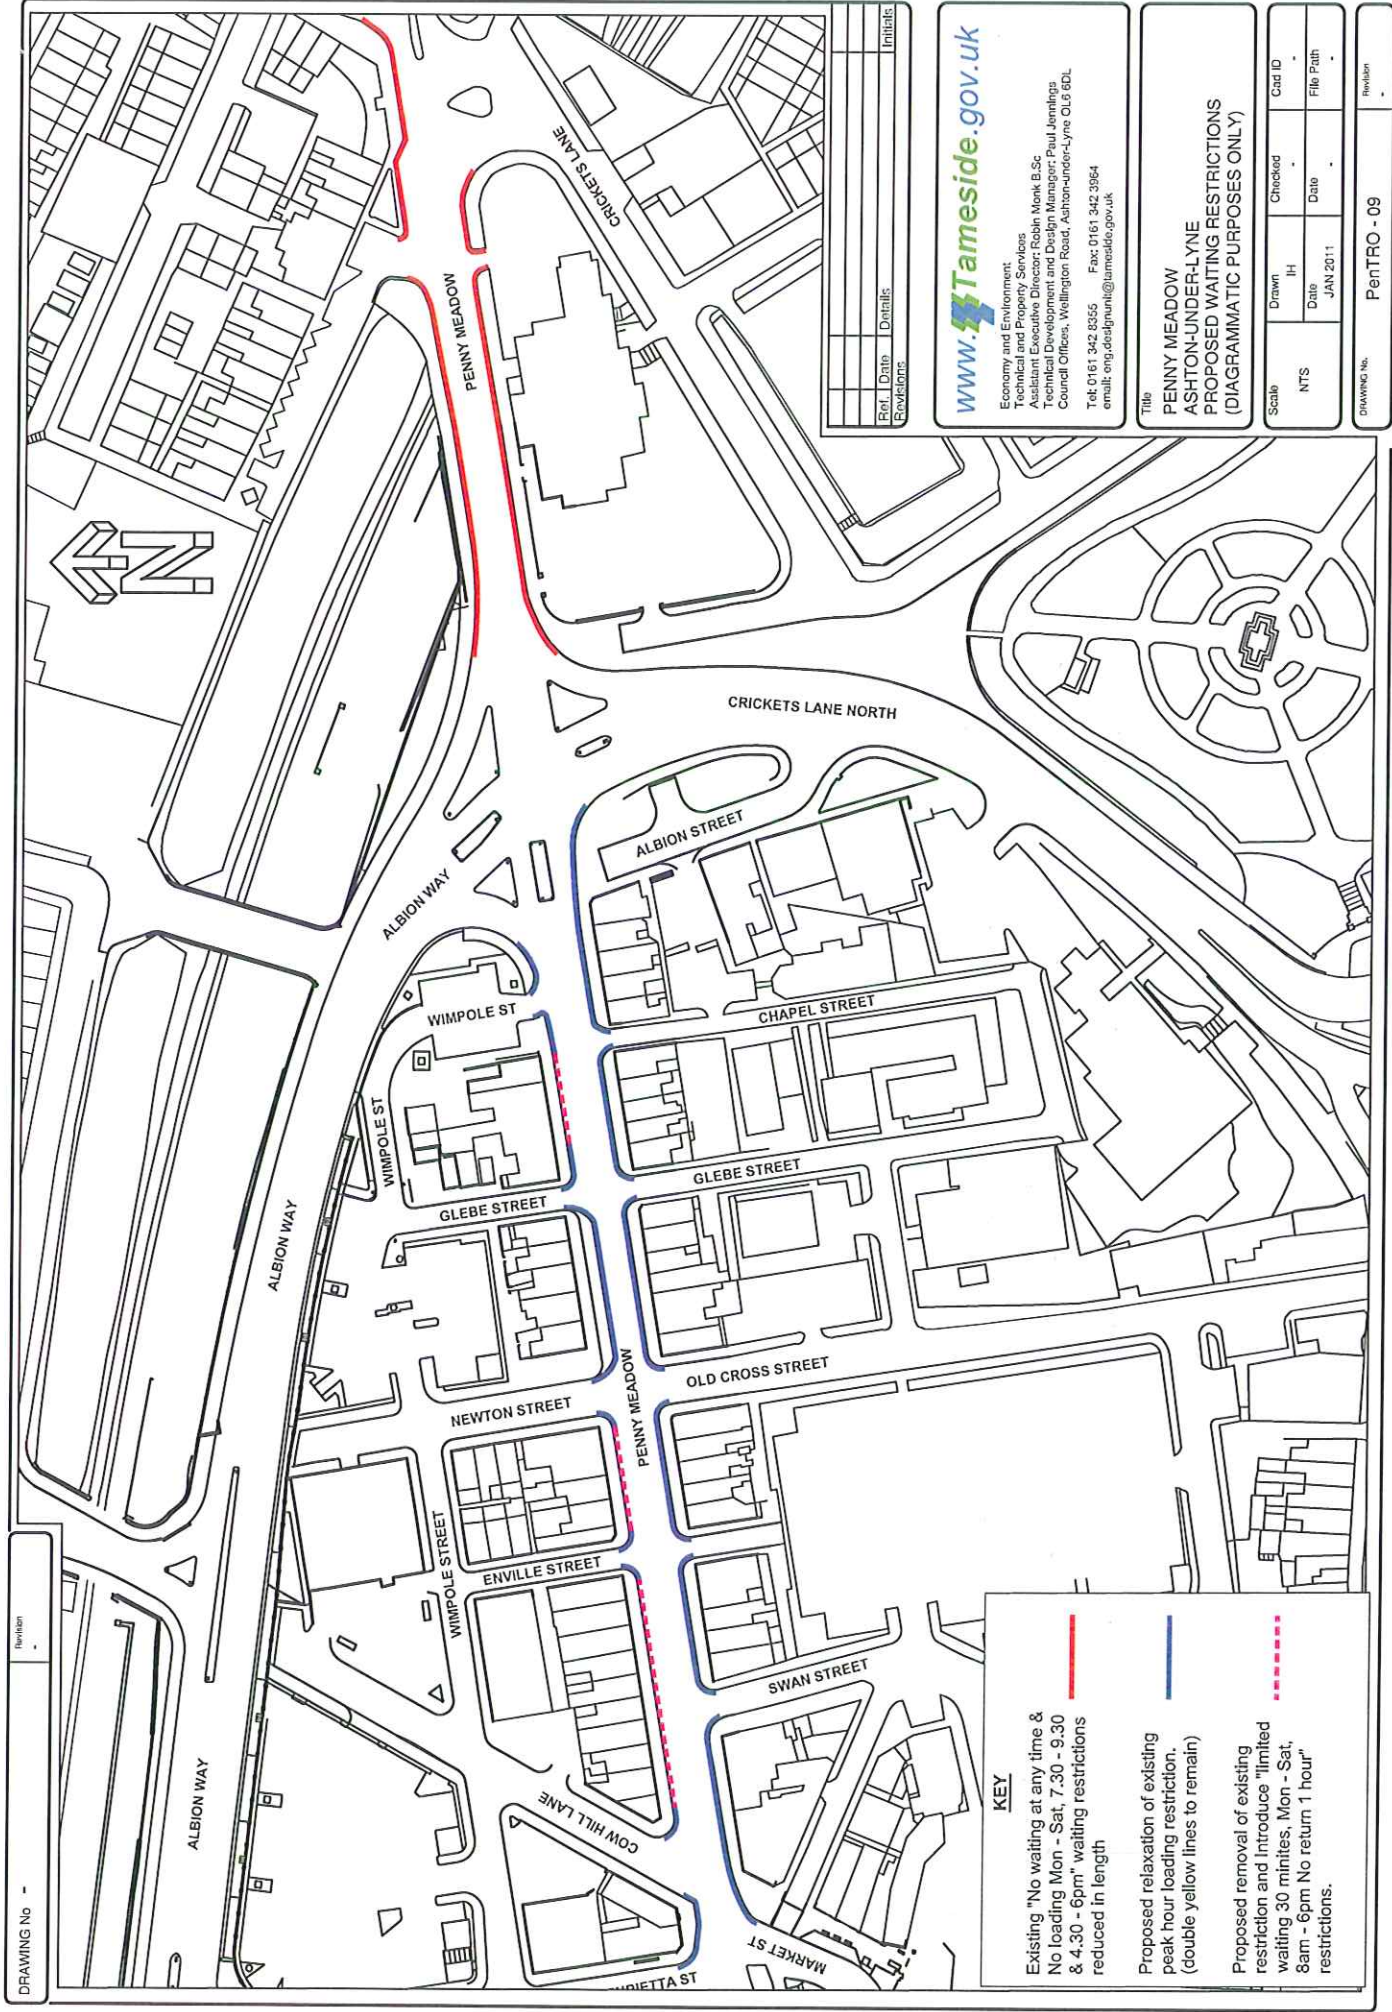 DRAWING No -
Revision
-
PENNY MEADOW
CRICKETS LANE
CRICKETS LANE NORTH
ALBION STREET
ALBION WAY
WIMPOLE ST
CHAPEL STREET
WIMPOLE ST
GLEBE STREET
GLEBE STREET
ALBION WAY
PENNY MEADOW
OLD CROSS STREET
NEWTON STREET
WIMPOLE STREET
ENVILLE STREET
SWAN STREET
ALBION WAY
COW HILL LANE
MARKET ST
KEY
Existing "No waiting at any time &
No loading Mon - Sat, 7.30 - 9.30
& 4.30 - 6pm" waiting restrictions
reduced in length
Proposed relaxation of existing
peak hour loading restriction.
(double yellow lines to remain)
Proposed removal of existing
restriction and Introduce "limited
waiting 30 minites, Mon - Sat,
8am - 6pm No return 1 hour"
restrictions.
Ref. Date Details Initials
Revisions
www.Tameside.gov.uk
Economy and Environment
Technical and Property Services
Assistant Executive Director: Robin Monk B.Sc
Technical Development and Design Manager: Paul Jennings
Council Offices, Wellington Road, Ashton-under-Lyne OL6 6DL
Tel: 0161 342 8355 Fax: 0161 342 3964
email: eng.designunit@tameside.gov.uk
Title
PENNY MEADOW
ASHTON-UNDER-LYNE
PROPOSED WAITING RESTRICTIONS
(DIAGRAMMATIC PURPOSES ONLY)
Scale Drawn Checked Cad ID
NTS IH - -
Date Date File Path
JAN 2011 - -
DRAWING No. Revision
PenTRO - 09 -